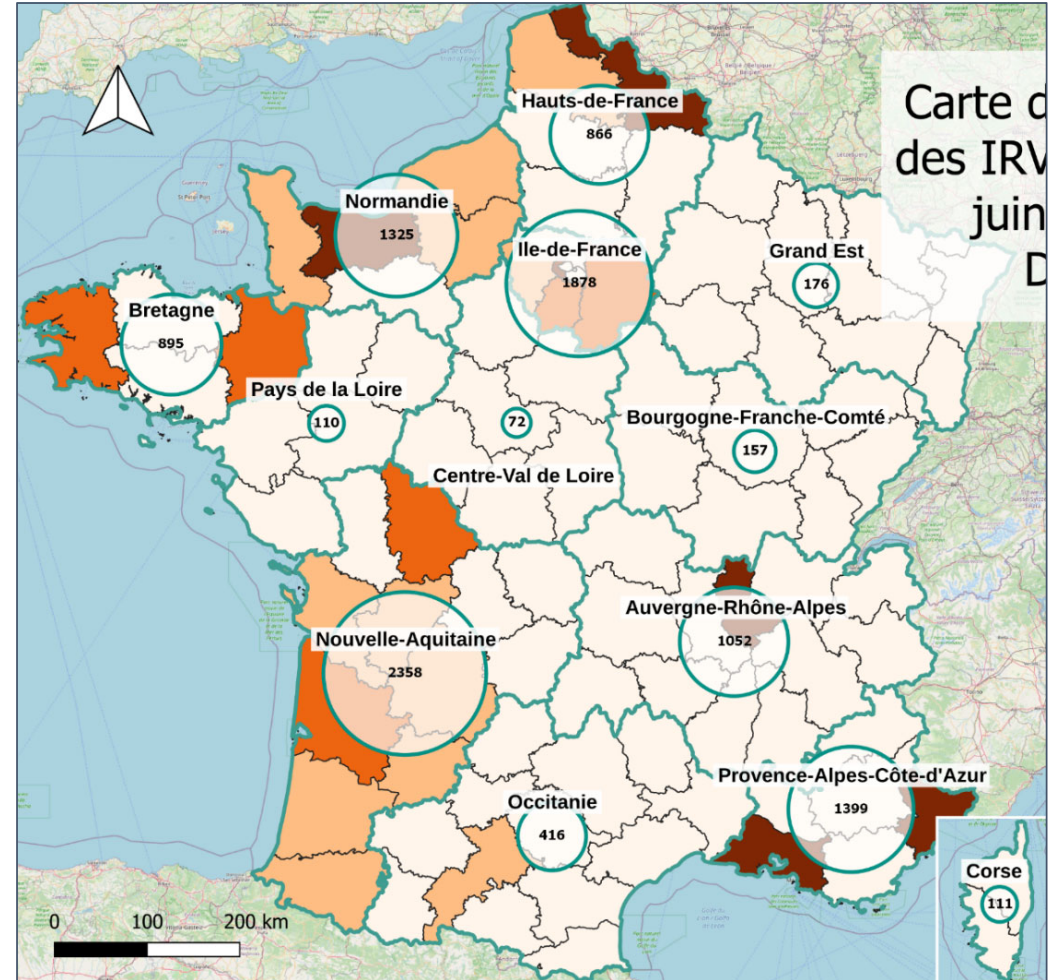 Carte d
des IRV
juin
D
Hauts-de-France
866
Normandie
1325
Ile-de-France
1878
Grand Est
176
Bretagne
895
Pays de la Loire
110
72
Centre-Val de Loire
Bourgogne-Franche-Comté
157
Auvergne-Rhône-Alpes
1052
Nouvelle-Aquitaine
2358
Provence-Alpes-Côte-d'Azur
1399
Occitanie
416
Corse
111
0 100 200 km